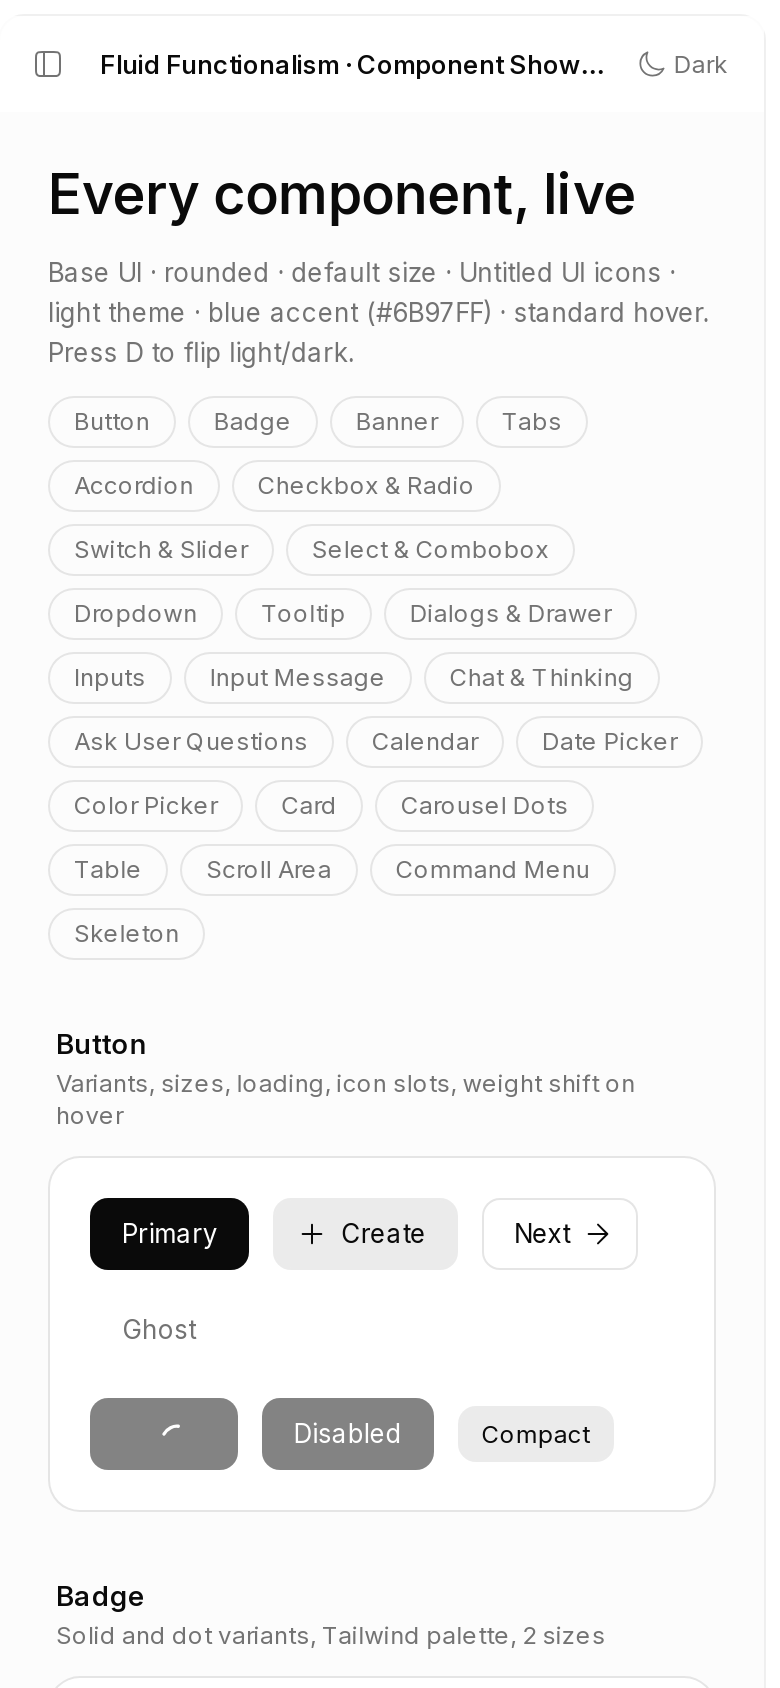 Fluid Functionalism · Component Show...
Dark
Every component, live
Base UI · rounded · default size · Untitled UI icons ·
light theme · blue accent (#6B97FF) · standard hover.
Press D to flip light/dark.
Button
Badge
Banner
Tabs
Accordion
Checkbox & Radio
Switch & Slider
Select & Combobox
Dropdown
Tooltip
Dialogs & Drawer
Inputs
Input Message
Chat & Thinking
Ask User Questions
Calendar
Date Picker
Color Picker
Card
Carousel Dots
Table
Scroll Area
Command Menu
Skeleton
Button
Variants, sizes, loading, icon slots, weight shift on
hover
Primary
Create
Next
Ghost
Disabled
Compact
Badge
Solid and dot variants, Tailwind palette, 2 sizes